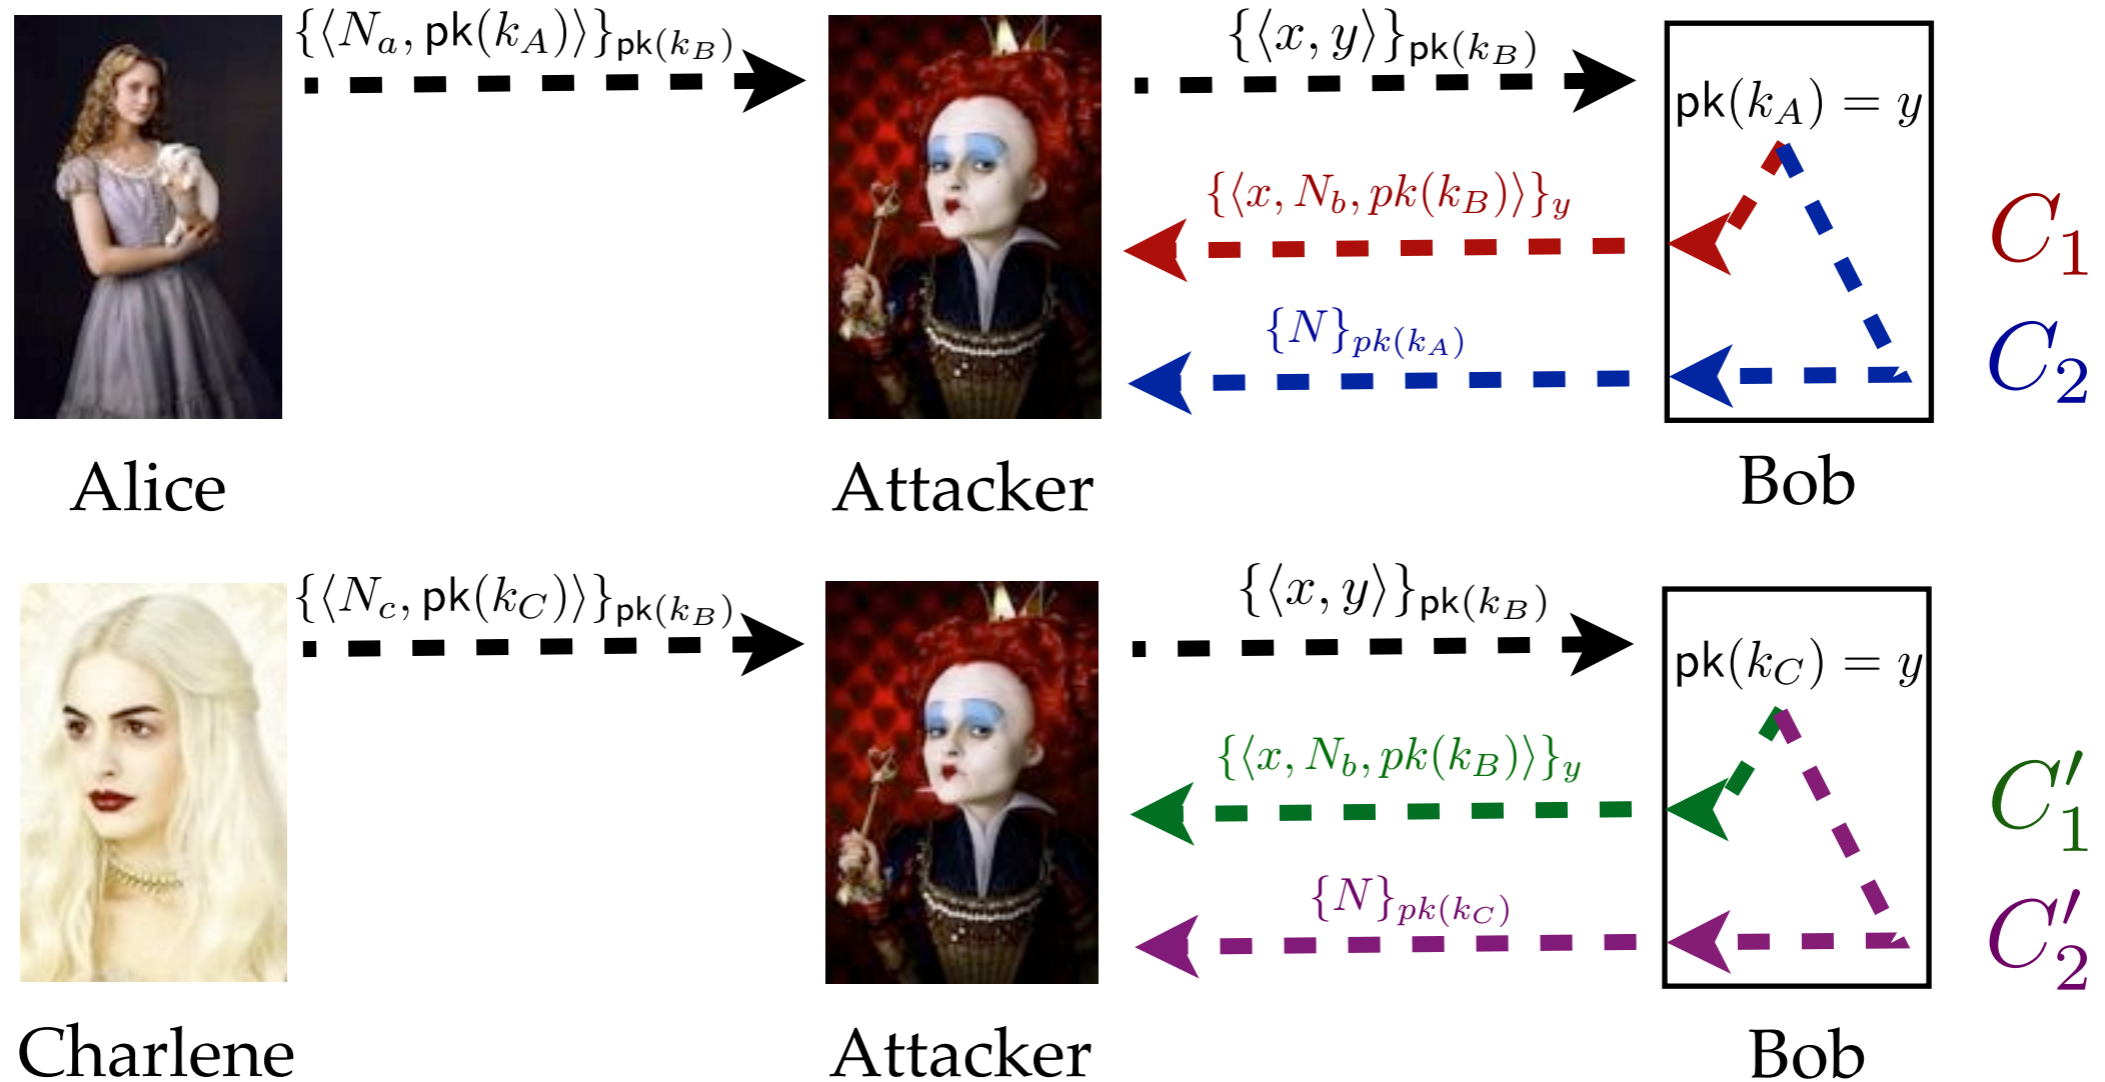 {⟨N_a, pk(k_A)⟩}_pk(k_B)
{⟨x, y⟩}_pk(k_B)
pk(k_A) = y
{⟨x, N_b, pk(k_B)⟩}_y
C_1
{N}_pk(k_A)
C_2
Alice
Attacker
Bob
{⟨N_c, pk(k_C)⟩}_pk(k_B)
{⟨x, y⟩}_pk(k_B)
pk(k_C) = y
{⟨x, N_b, pk(k_B)⟩}_y
C′_1
{N}_pk(k_C)
C′_2
Charlene
Attacker
Bob